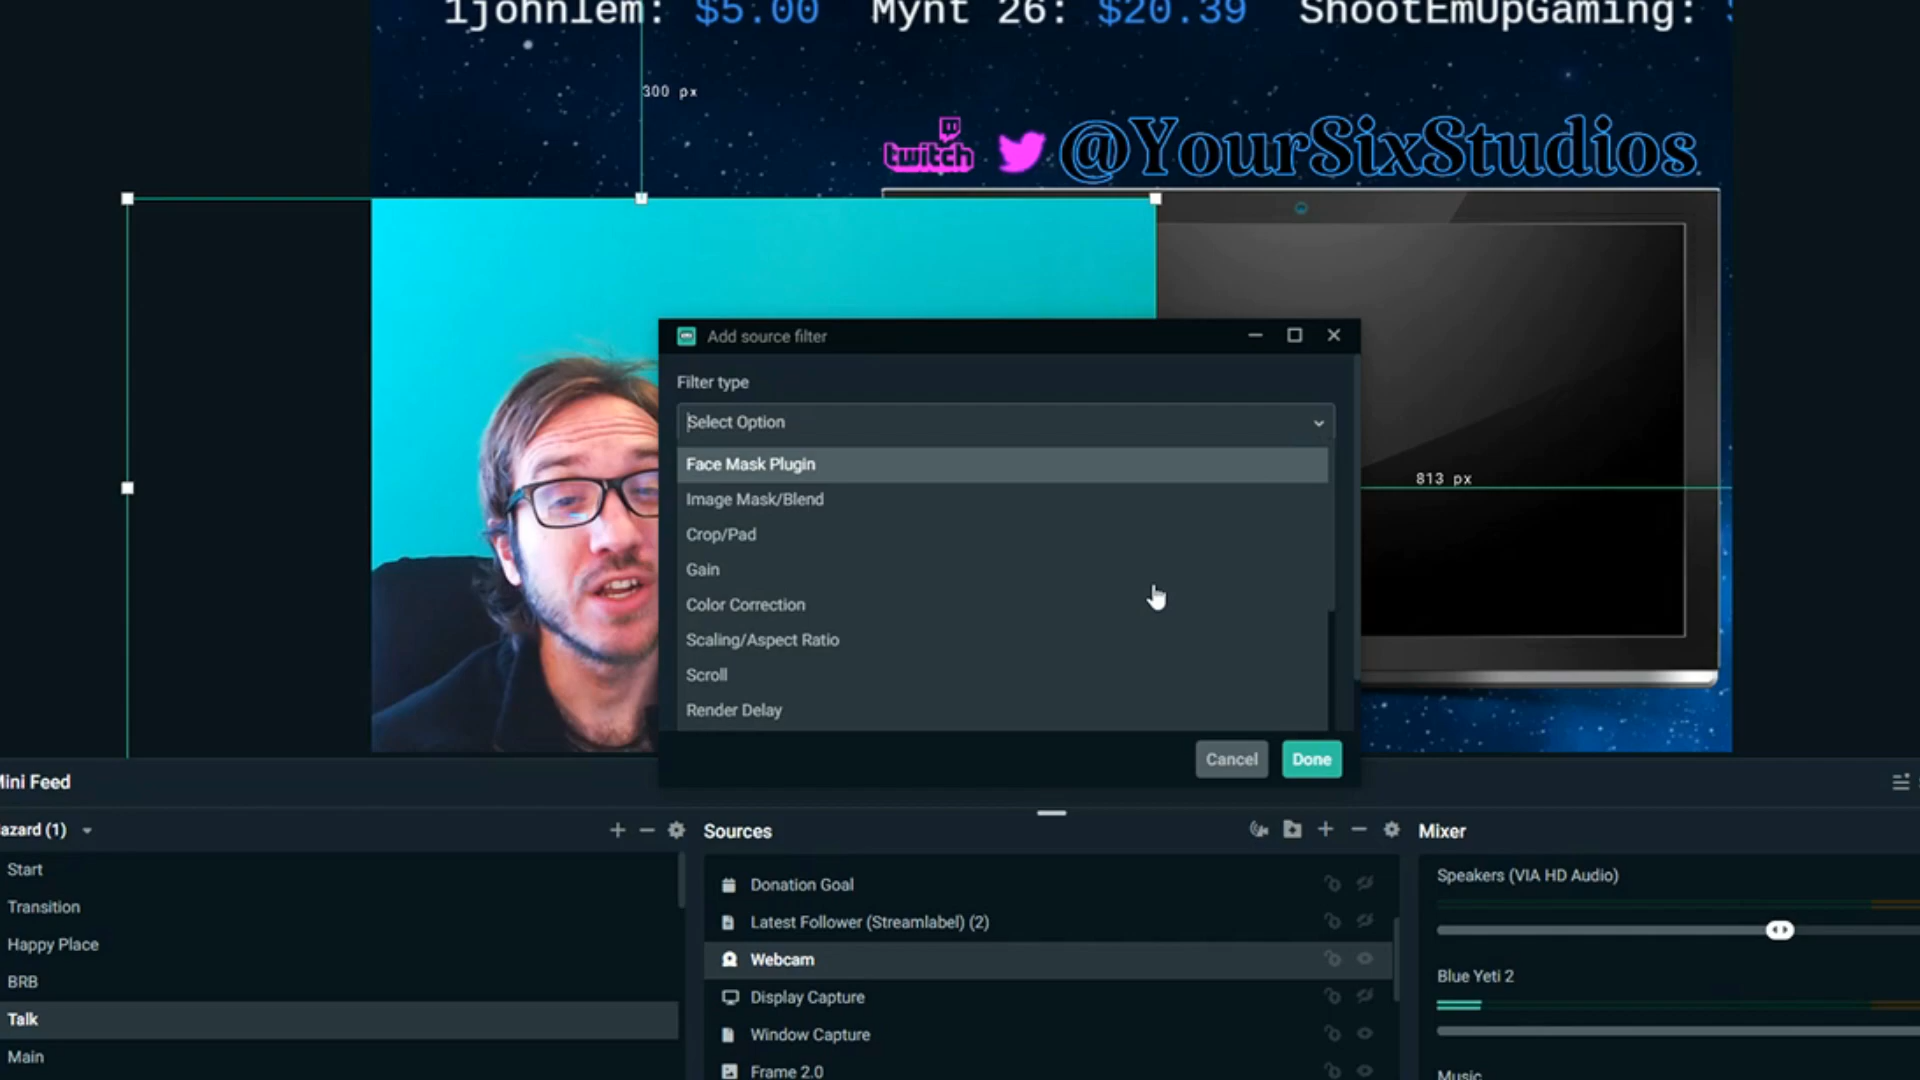 1johnlem: $5.00 Mynt 26: $20.39 ShootEmUpGaming:
300 px
twitch @YourSixStudios
Add source filter
Filter type
Select Option
Face Mask Plugin
Image Mask/Blend
Crop/Pad
Gain
Color Correction
Scaling/Aspect Ratio
Scroll
Render Delay
813 px
Cancel Done
Mini Feed
azard (1)
Start
Transition
Happy Place
BRB
Talk
Main
Sources
Donation Goal
Latest Follower (Streamlabel) (2)
Webcam
Display Capture
Window Capture
Frame 2.0
Mixer
Speakers (VIA HD Audio)
Blue Yeti 2
Music